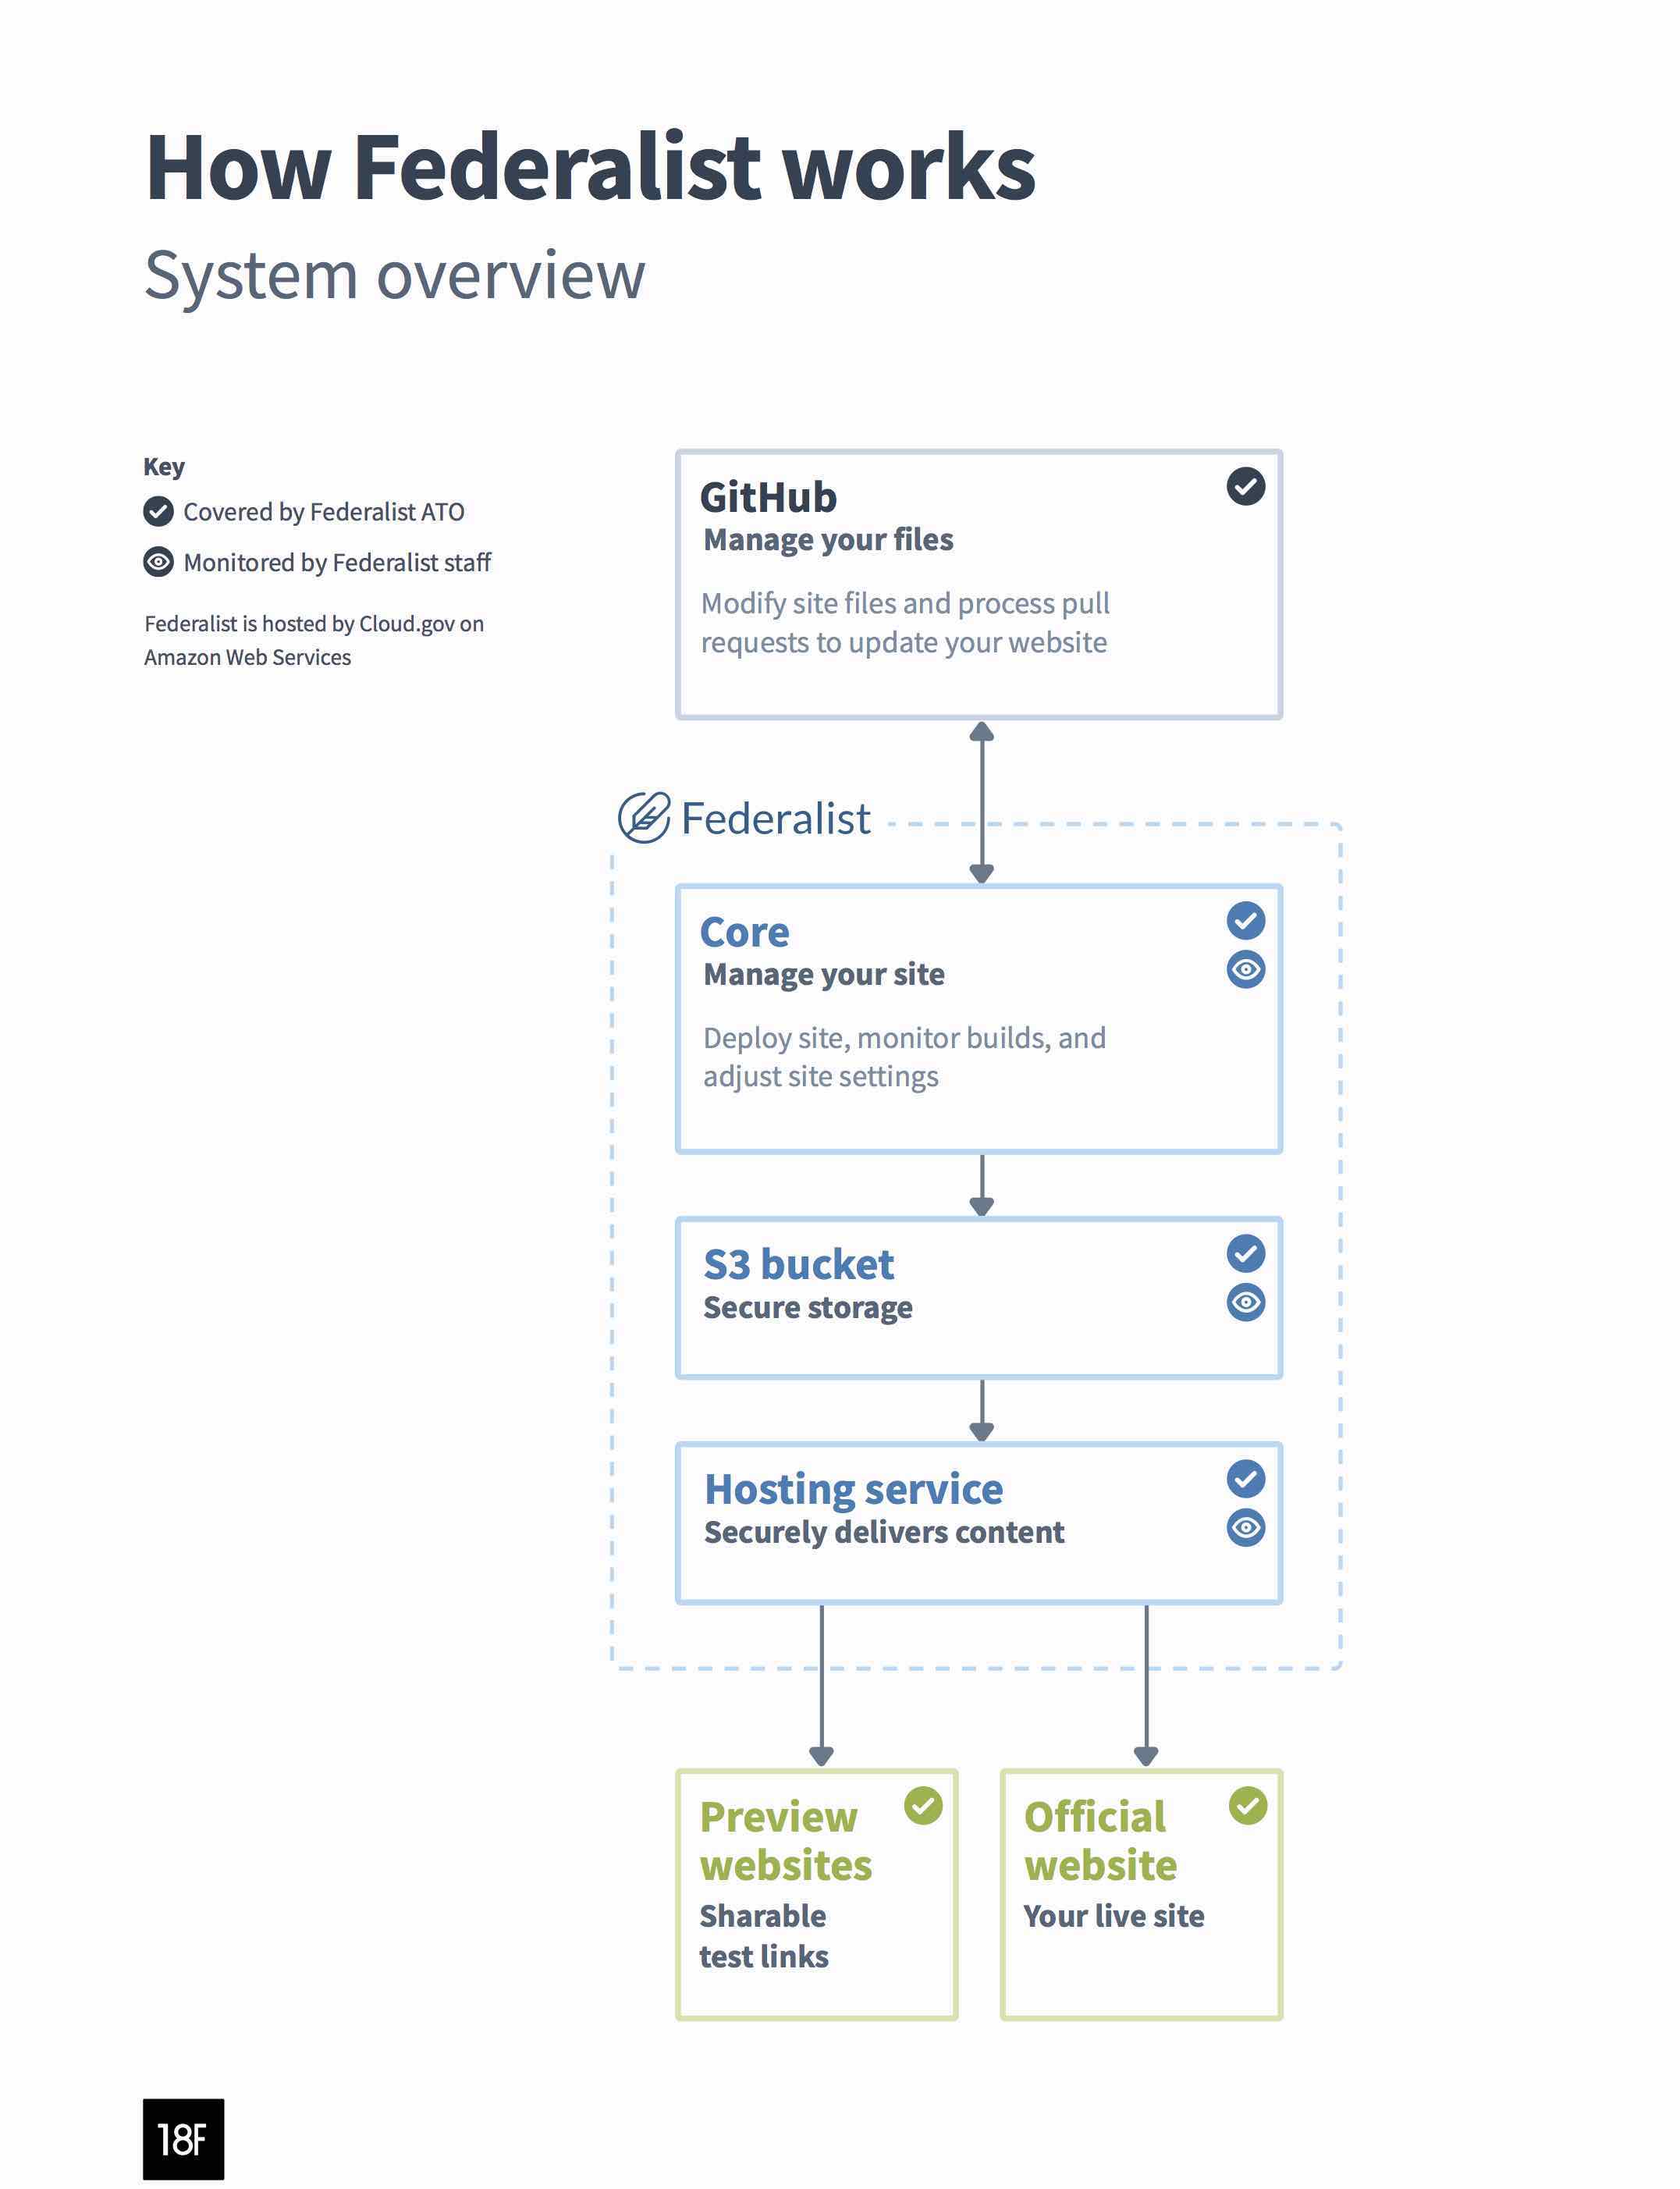 How Federalist works
System overview
Key
Covered by Federalist ATO
Monitored by Federalist staff
Federalist is hosted by Cloud.gov on
Amazon Web Services
GitHub
Manage your files
Modify site files and process pull
requests to update your website
Federalist
Core
Manage your site
Deploy site, monitor builds, and
adjust site settings
S3 bucket
Secure storage
Hosting service
Securely delivers content
Preview
websites
Sharable
test links
Official
website
Your live site
18F